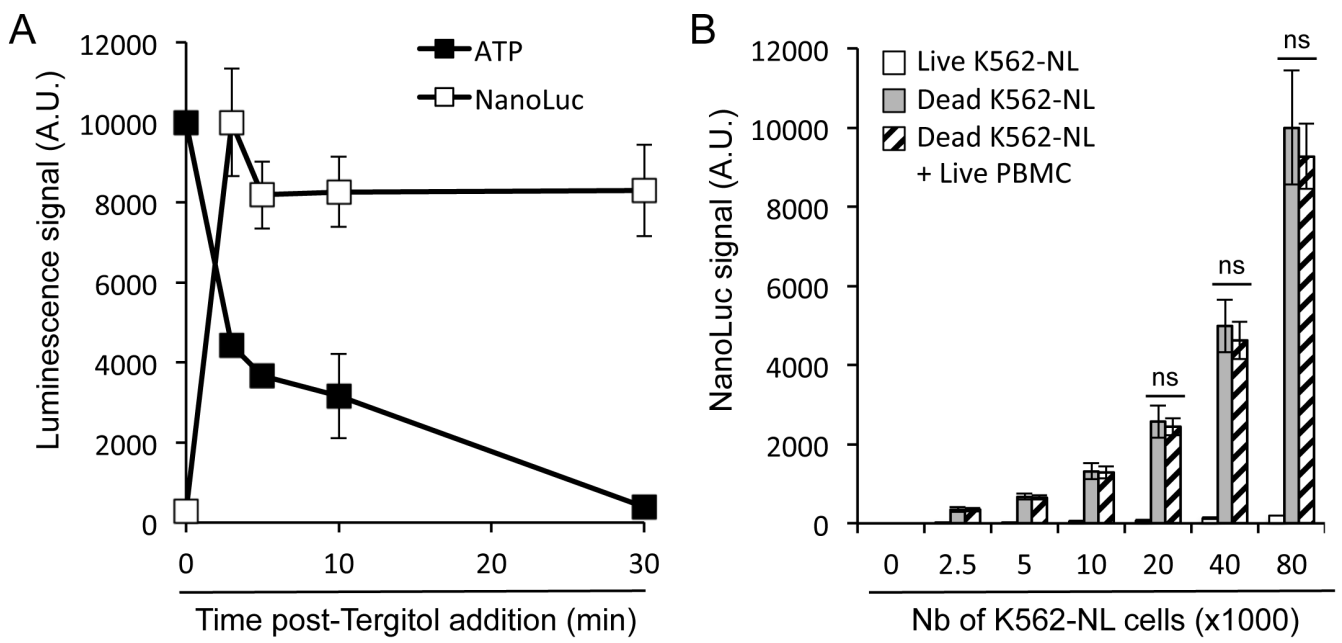 A
Luminescence signal (A.U.)
12000
10000
8000
6000
4000
2000
0
ATP
NanoLuc
0
10
20
30
Time post-Tergitol addition (min)
B
NanoLuc signal (A.U.)
12000
10000
8000
6000
4000
2000
0
Live K562-NL
Dead K562-NL
Dead K562-NL
+ Live PBMC
ns
ns
ns
0
2.5
5
10
20
40
80
Nb of K562-NL cells (x1000)